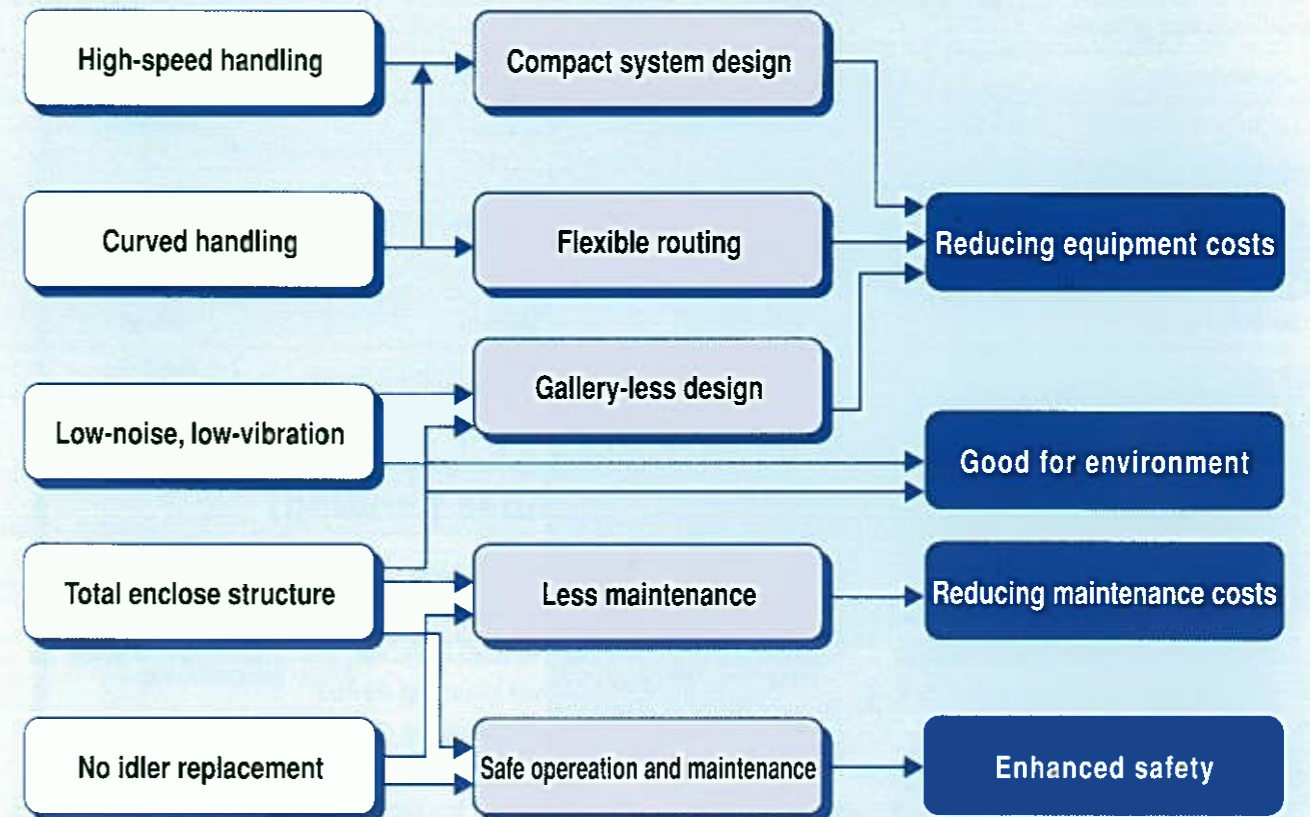 High-speed handling
Compact system design
Curved handling
Flexible routing
Reducing equipment costs
Gallery-less design
Low-noise, low-vibration
Good for environment
Total enclose structure
Less maintenance
Reducing maintenance costs
No idler replacement
Safe opereation and maintenance
Enhanced safety